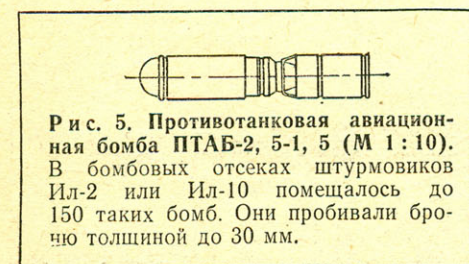 Рис. 5. Противотанковая авиацион-
ная бомба ПТАБ-2, 5-1, 5 (М 1 : 10).
В бомбовых отсеках штурмовиков
Ил-2 или Ил-10 помещалось до
150 таких бомб. Они пробивали бро-
ню толщиной до 30 мм.